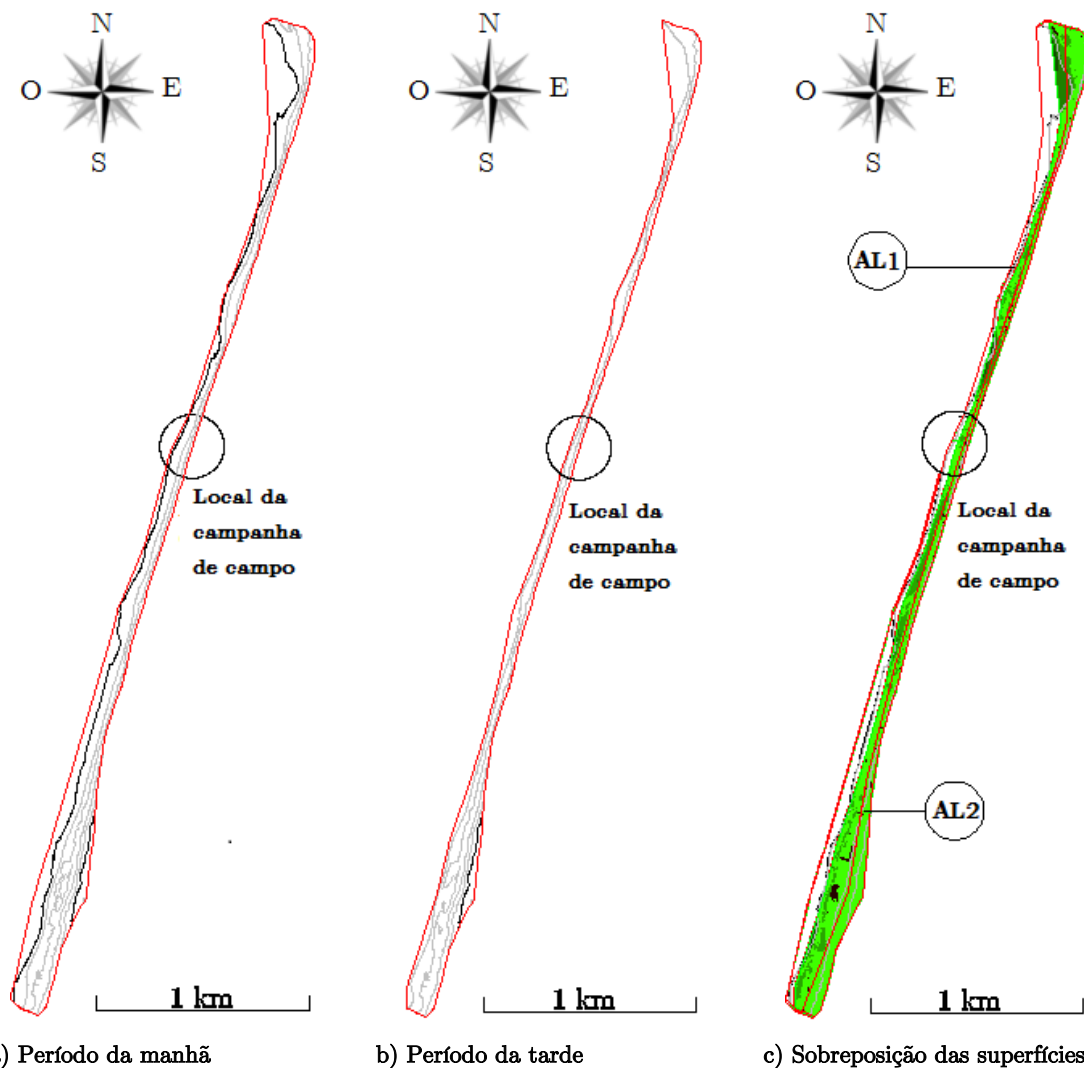 N
O E
S
Local da
campanha
de campo
1 km
) Período da manhã
N
O E
S
Local da
campanha
de campo
1 km
b) Período da tarde
N
O E
S
AL1
Local da
campanha
de campo
AL2
1 km
c) Sobreposição das superfícies